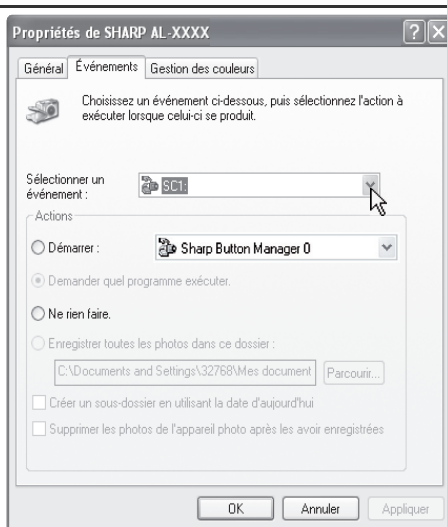 Propriétés de SHARP AL-XXXX
Général Événements Gestion des couleurs
Choisissez un événement ci-dessous, puis sélectionnez l'action à
exécuter lorsque celui-ci se produit.
Sélectionner un
événement :
SC1:
Actions
Démarrer :
Sharp Button Manager O
Demander quel programme exécuter.
Ne rien faire.
Enregistrer toutes les photos dans ce dossier :
C:\Documents and Settings\32768\Mes document
Parcourir...
Créer un sous-dossier en utilisant la date d'aujourd'hui
Supprimer les photos de l'appareil photo après les avoir enregistrées
OK Annuler Appliquer